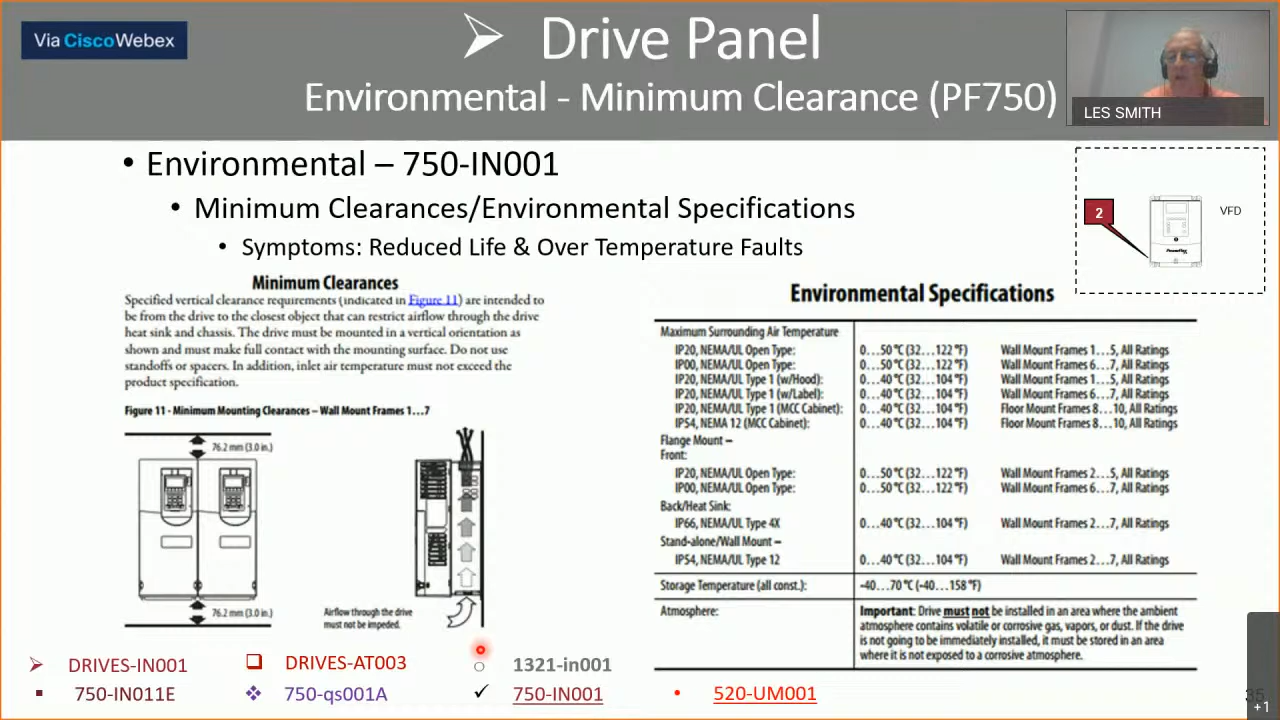 Via CiscoWebex
➢ Drive Panel
Environmental - Minimum Clearance (PF750)
LES SMITH
• Environmental – 750-IN001
• Minimum Clearances/Environmental Specifications
• Symptoms: Reduced Life & Over Temperature Faults
2
VFD
Minimum Clearances
Specified vertical clearance requirements (indicated in Figure 11) are intended to
be from the drive to the closest object that can restrict airflow through the drive
heat sink and chassis. The drive must be mounted in a vertical orientation as
shown and must make full contact with the mounting surface. Do not use
standoffs or spacers. In addition, inlet air temperature must not exceed the
product specification.
Figure 11 - Minimum Mounting Clearances – Wall Mount Frames 1…7
76.2 mm (3.0 in.)
76.2 mm (3.0 in.)
Airflow through the drive
must not be impeded.
Environmental Specifications
Maximum Surrounding Air Temperature
IP20, NEMA/UL Open Type: 0…50 °C (32…122 °F) Wall Mount Frames 1…5, All Ratings
IP00, NEMA/UL Open Type: 0…50 °C (32…122 °F) Wall Mount Frames 6…7, All Ratings
IP20, NEMA/UL Type 1 (w/Hood): 0…40 °C (32…104 °F) Wall Mount Frames 1…5, All Ratings
IP20, NEMA/UL Type 1 (w/Label): 0…40 °C (32…104 °F) Wall Mount Frames 6…7, All Ratings
IP20, NEMA/UL Type 1 (MCC Cabinet): 0…40 °C (32…104 °F) Floor Mount Frames 8…10, All Ratings
IP54, NEMA 12 (MCC Cabinet): 0…40 °C (32…104 °F) Floor Mount Frames 8…10, All Ratings
Flange Mount –
Front:
IP20, NEMA/UL Open Type: 0…50 °C (32…122 °F) Wall Mount Frames 2…5, All Ratings
IP00, NEMA/UL Open Type: 0…50 °C (32…122 °F) Wall Mount Frames 6…7, All Ratings
Back/Heat Sink:
IP66, NEMA/UL Type 4X 0…40 °C (32…104 °F) Wall Mount Frames 2…7, All Ratings
Stand-alone/Wall Mount –
IP54, NEMA/UL Type 12 0…40 °C (32…104 °F) Wall Mount Frames 2…7, All Ratings
Storage Temperature (all const.): -40…70 °C (-40…158 °F)
Atmosphere: Important: Drive must not be installed in an area where the ambient
atmosphere contains volatile or corrosive gas, vapors, or dust. If the drive
is not going to be immediately installed, it must be stored in an area
where it is not exposed to a corrosive atmosphere.
➢ DRIVES-IN001 ❑ DRIVES-AT003 ○ 1321-in001
▪ 750-IN011E ❖ 750-qs001A ✓ 750-IN001 • 520-UM001
35
+1